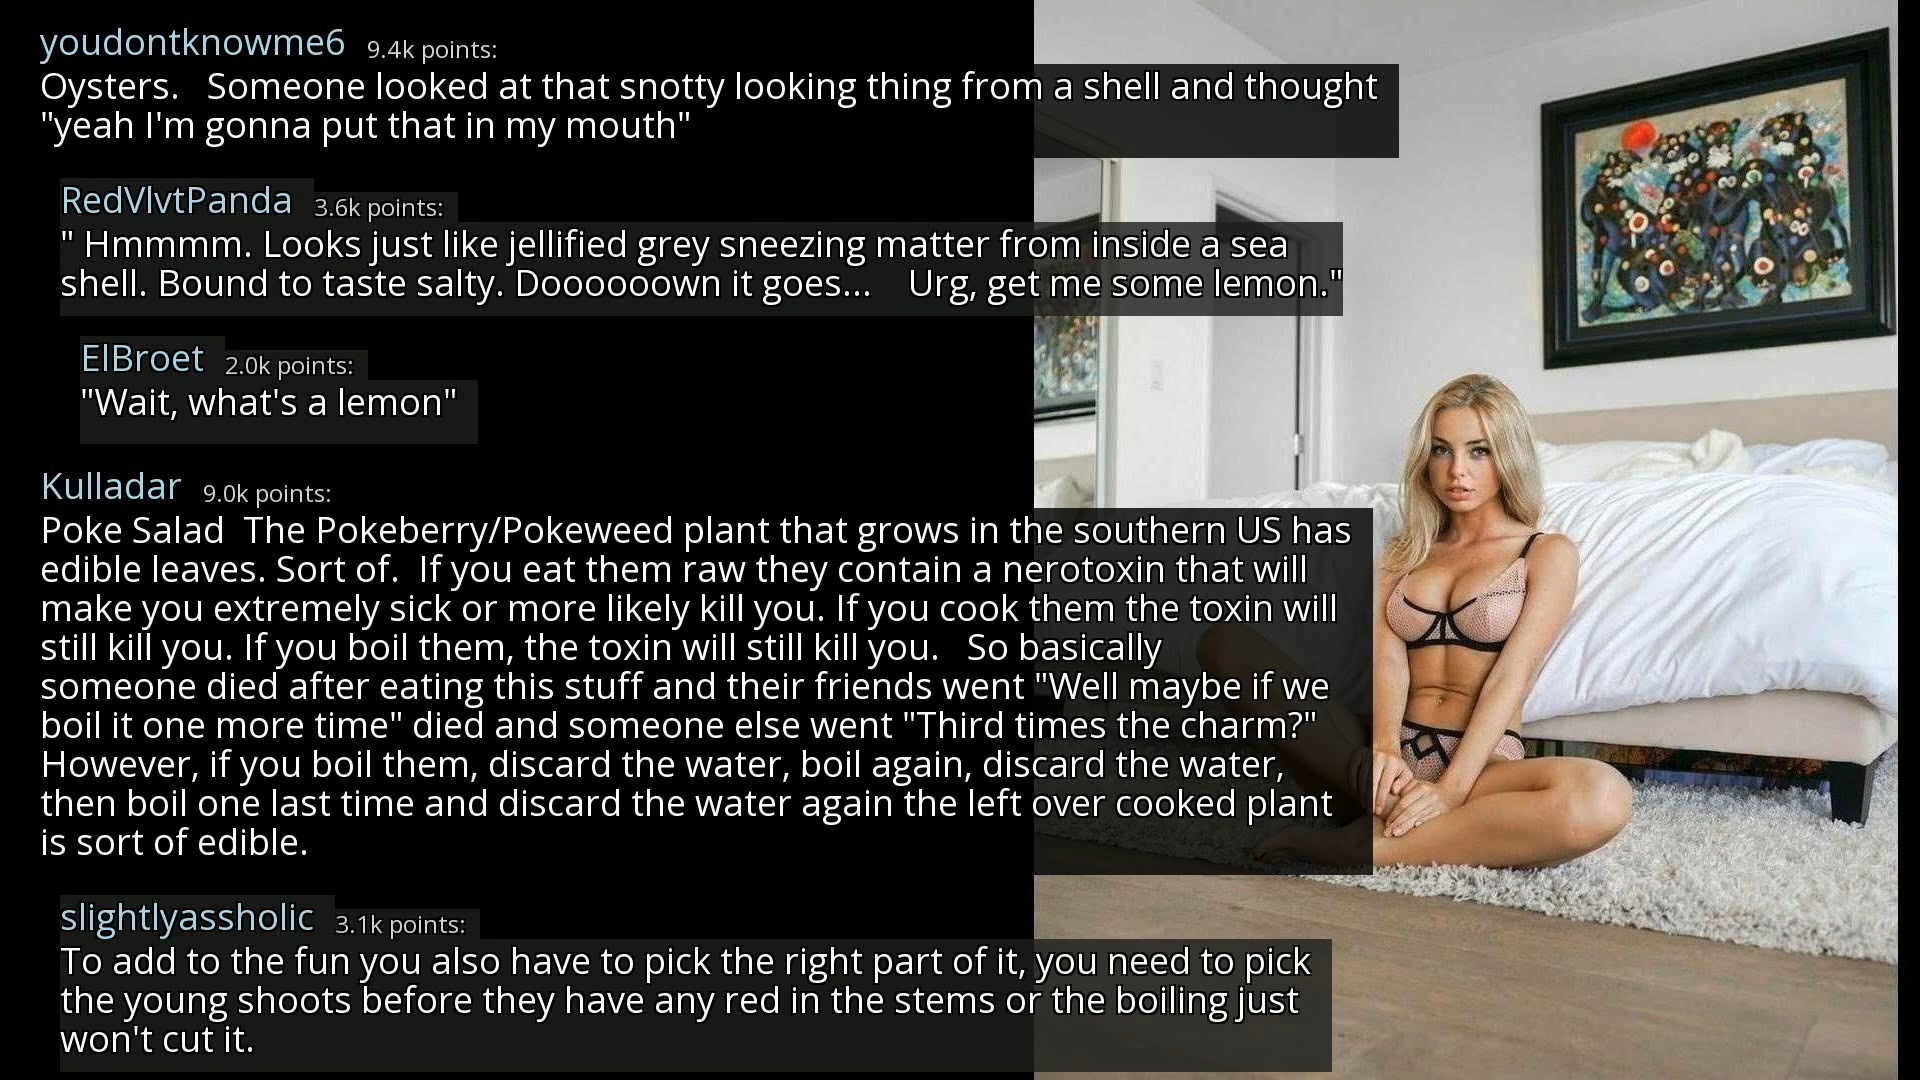 youdontknowme6 9.4k points:
Oysters. Someone looked at that snotty looking thing from a shell and thought
"yeah I'm gonna put that in my mouth"
RedVlvtPanda 3.6k points:
" Hmmmm. Looks just like jellified grey sneezing matter from inside a sea
shell. Bound to taste salty. Dooooooown it goes... Urg, get me some lemon."
ElBroet 2.0k points:
"Wait, what's a lemon"
Kulladar 9.0k points:
Poke Salad The Pokeberry/Pokeweed plant that grows in the southern US has
edible leaves. Sort of. If you eat them raw they contain a nerotoxin that will
make you extremely sick or more likely kill you. If you cook them the toxin will
still kill you. If you boil them, the toxin will still kill you. So basically
someone died after eating this stuff and their friends went "Well maybe if we
boil it one more time" died and someone else went "Third times the charm?"
However, if you boil them, discard the water, boil again, discard the water,
then boil one last time and discard the water again the left over cooked plant
is sort of edible.
slightlyassholic 3.1k points:
To add to the fun you also have to pick the right part of it, you need to pick
the young shoots before they have any red in the stems or the boiling just
won't cut it.